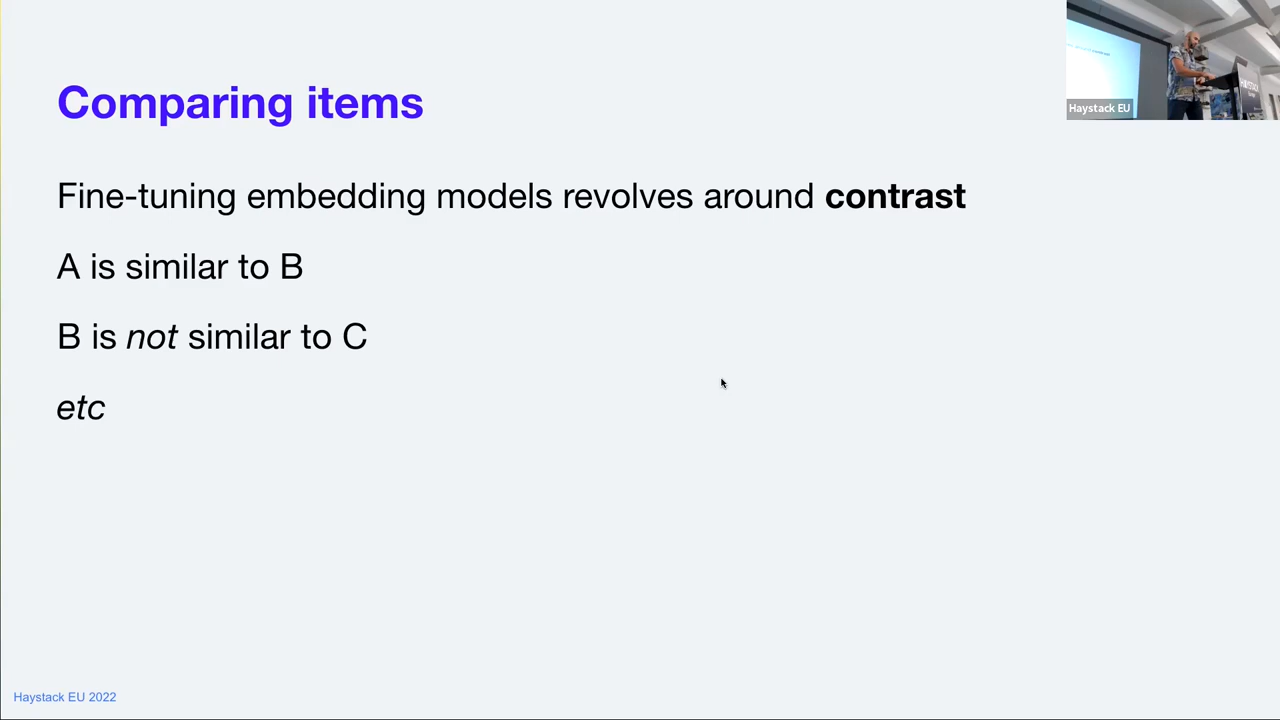 Comparing items
Fine-tuning embedding models revolves around contrast
A is similar to B
B is not similar to C
etc
Haystack EU
HAYSTACK
Haystack EU 2022